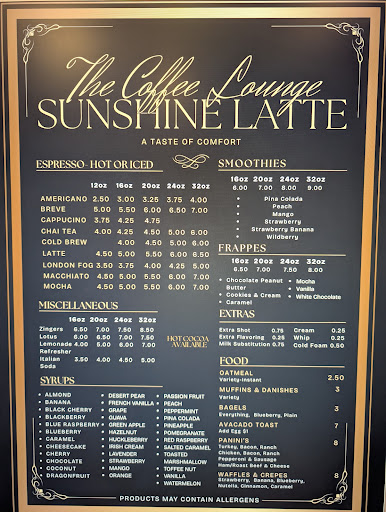 The Coffee Lounge
SUNSHINE LATTE
A TASTE OF COMFORT
ESPRESSO- HOT OR ICED
12oz 16oz 20oz 24oz 32oz
AMERICANO 2.50 3.00 3.25 3.75 4.00
BREVE 5.00 5.50 6.00 6.50 7.00
CAPPUCINO 3.75 4.25 4.75
CHAI TEA 4.00 4.25 4.50 5.00 6.00
COLD BREW 4.00 4.50 5.00 6.00
LATTE 4.50 5.00 5.50 6.00 6.50
LONDON FOG 3.50 3.75 4.00 4.25 5.00
MACCHIATO 4.50 5.00 5.50 6.00 7.00
MOCHA 4.50 5.00 5.50 6.00 7.00
MISCELLANEOUS
16oz 20oz 24oz 32oz
Zingers 6.50 7.00 7.50 8.50
Lotus 6.00 6.50 7.00 7.50
Lemonade 4.00 5.00 6.00 7.00
Refresher
Italian 3.50 4.00 4.50 5.00
Soda
HOT COCOA
AVAILABLE
SYRUPS
• ALMOND
• BANANA
• BLACK CHERRY
• BLACKBERRY
• BLUE RASPBERRY
• BLUEBERRY
• CARAMEL
• CHEESECAKE
• CHERRY
• CHOCOLATE
• COCONUT
• DRAGONFRUIT
• DESERT PEAR
• FRENCH VANILLA
• GRAPE
• GUAVA
• GREEN APPLE
• HAZELNUT
• HUCKLEBERRY
• IRISH CREAM
• LAVENDER
• STRAWBERRY
• MANGO
• ORANGE
• PASSION FRUIT
• PEACH
• PEPPERMINT
• PINA COLADA
• PINEAPPLE
• POMEGRANATE
• RED RASPBERRY
• SALTED CARAMEL
• TOASTED
MARSHMALLOW
• TOFFEE NUT
• VANILLA
• WATERMELON
SMOOTHIES
16oz 20oz 24oz 32oz
6.00 7.00 8.00 9.00
• Pina Colada
• Peach
• Mango
• Strawberry
• Strawberry Banana
• Wildberry
FRAPPES
16oz 20oz 24oz 32oz
6.50 7.00 7.50 8.00
• Chocolate Peanut
Butter
• Cookies & Cream
• Caramel
• Mocha
• Vanilla
• White Chocolate
EXTRAS
Extra Shot 0.75 Cream 0.25
Extra Flavoring 0.25 Whip 0.25
Milk Substitution 0.75 Cold Foam 0.50
FOOD
OATMEAL 2.50
Variety-Instant
MUFFINS & DANISHES 3
Variety
BAGELS 3
Everything, Blueberry, Plain
AVACADO TOAST 7
Add Egg $1
PANINI'S 8
Turkey, Bacon, Ranch
Chicken, Bacon, Ranch
Pepperoni & Sausage
Ham/Roast Beef & Cheese
WAFFLES & CREPES 8
Strawberry, Banana, Blueberry,
Nutella, Cinnamon, Caramel
PRODUCTS MAY CONTAIN ALLERGENS